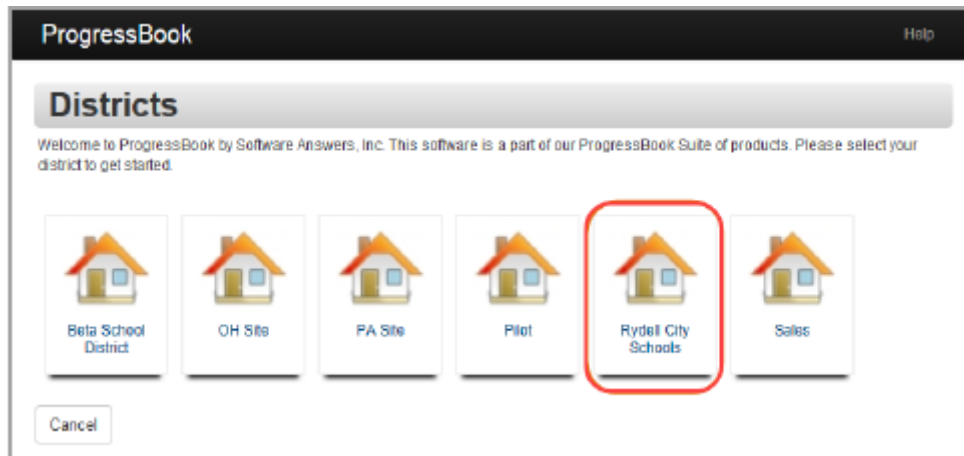 ProgressBook
Help
Districts
Welcome to ProgressBook by Software Answers, Inc. This software is a part of our ProgressBook Suite of products. Please select your
district to get started.
Beta School
District
OH Site
PA Site
Pilot
Rydell City
Schools
Sales
Cancel